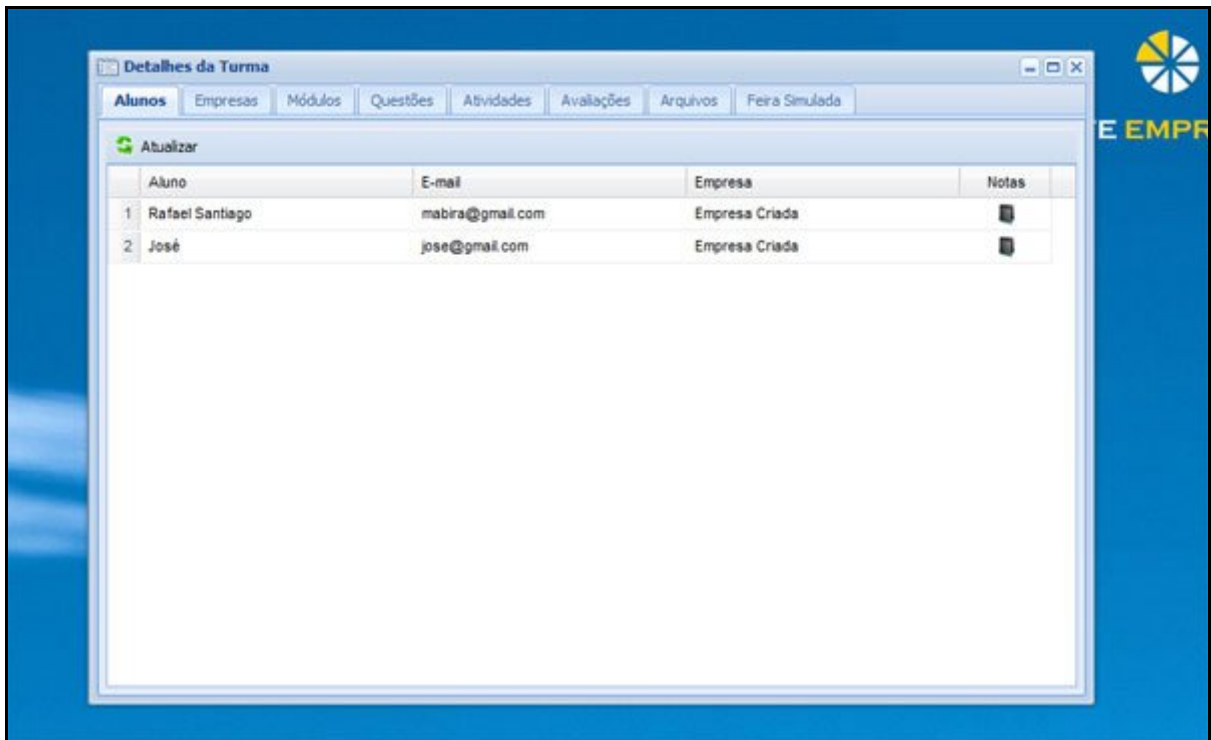 Detalhes da Turma
Alunos Empresas Módulos Questões Atividades Avaliações Arquivos Feira Simulada
E EMPR
Atualizar
Aluno E-mail Empresa Notas
1 Rafael Santiago mabira@gmail.com Empresa Criada
2 José jose@gmail.com Empresa Criada